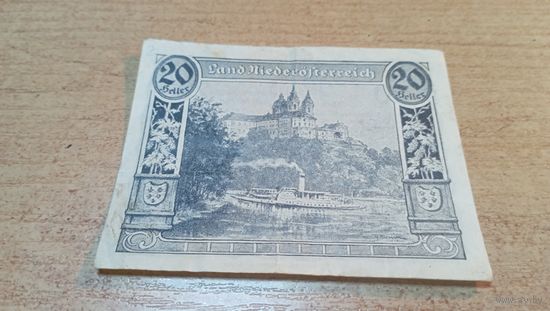 20 Heller
Land Niederösterreich
20 Heller